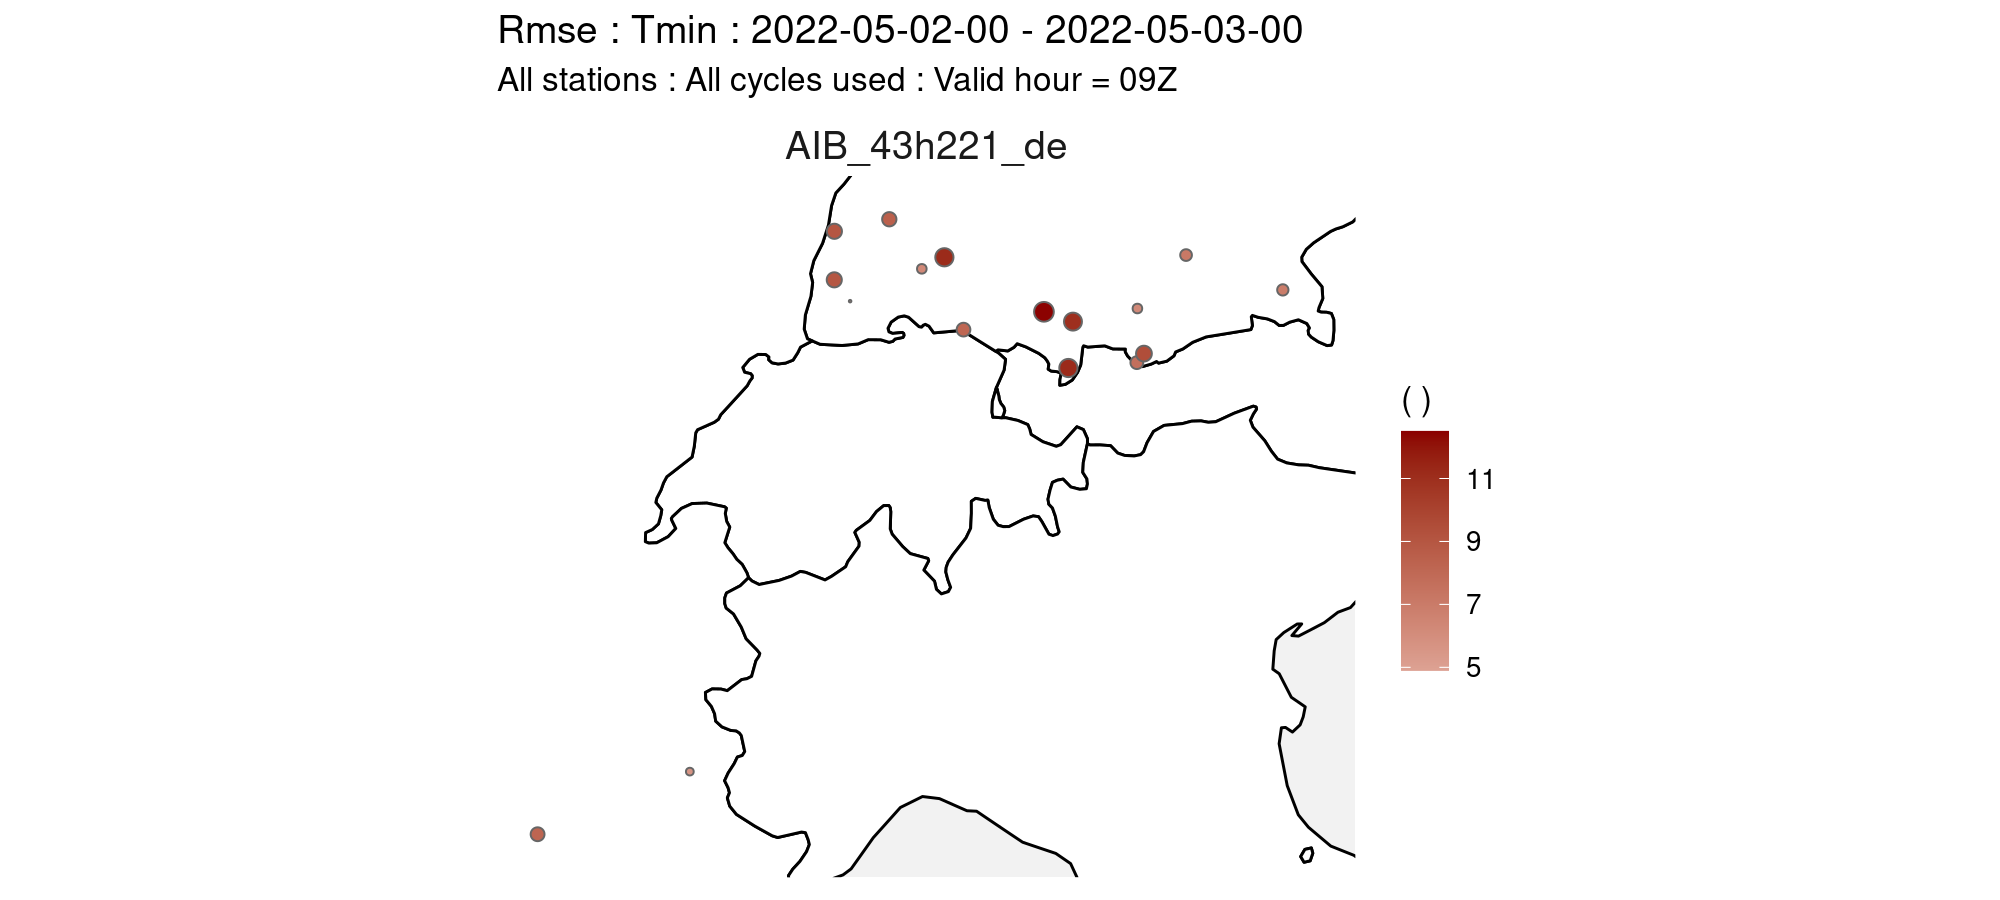 Rmse : Tmin : 2022-05-02-00 - 2022-05-03-00
All stations : All cycles used : Valid hour = 09Z
AIB_43h221_de
( )
11
9
7
5